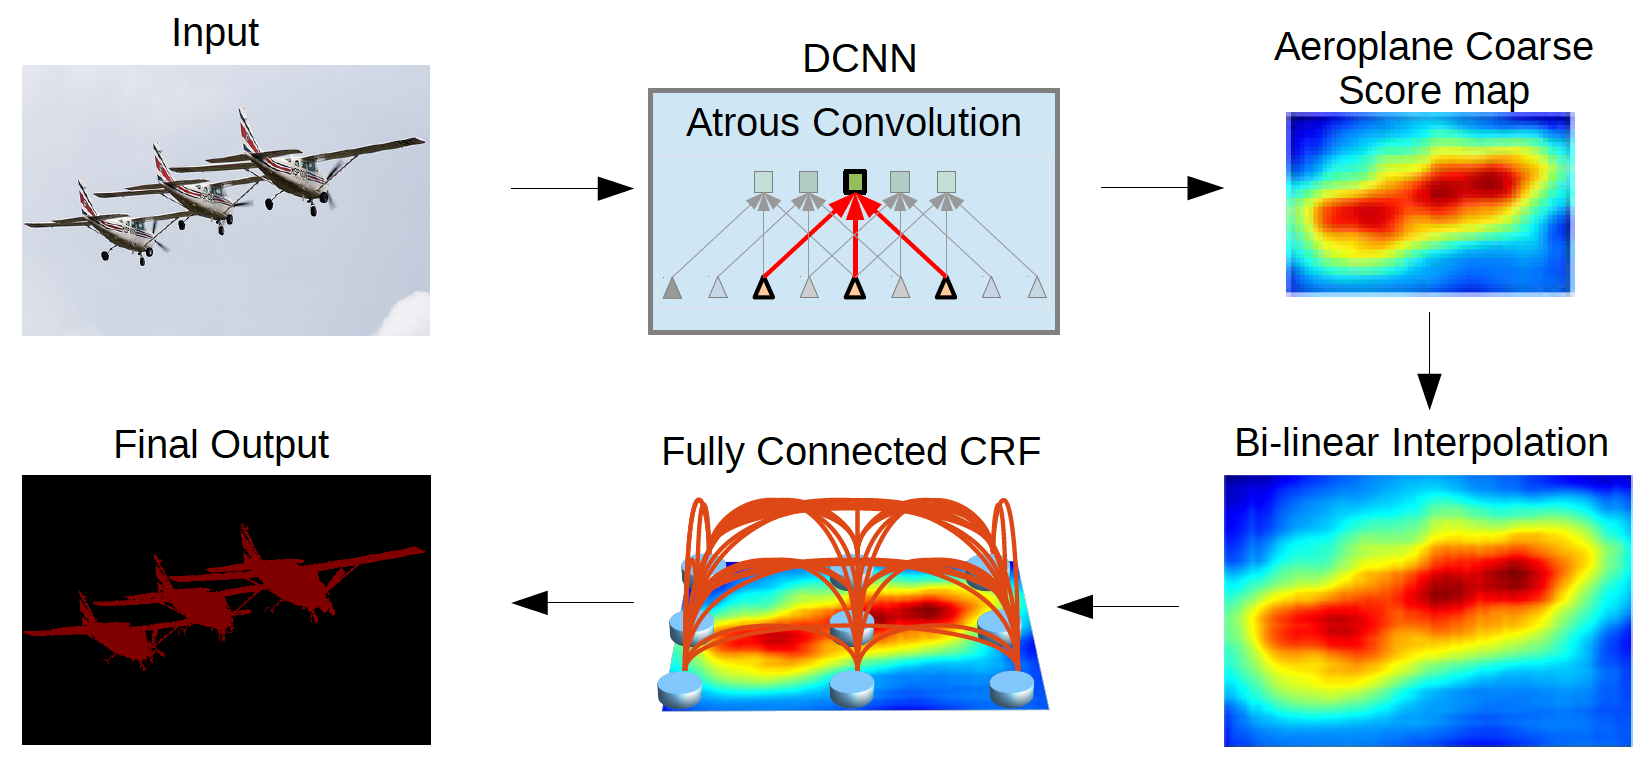 Input
DCNN
Aeroplane Coarse
Score map
Atrous Convolution
Final Output
Fully Connected CRF
Bi-linear Interpolation